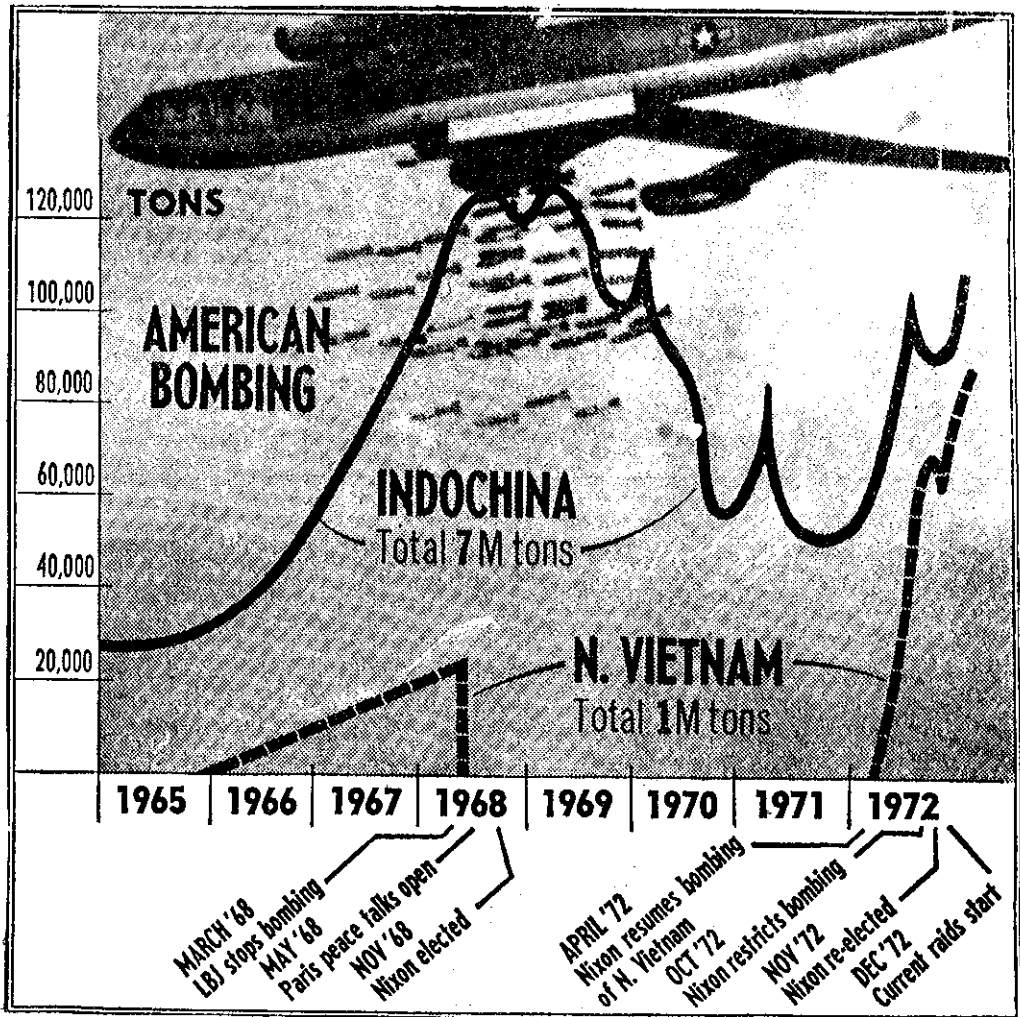 TONS
120,000
100,000
80,000
60,000
40,000
20,000
AMERICAN
BOMBING
INDOCHINA
Total 7M tons
N. VIETNAM
Total 1M tons
1965 1966 1967 1968 1969 1970 1971 1972
MARCH '68
LBJ stops bombing
MAY '68
Paris peace talks open
NOV '68
Nixon elected
APRIL '72
Nixon resumes bombing
of N. Vietnam
OCT '72
Nixon restricts bombing
NOV '72
Nixon re-elected
DEC '72
Current raids start